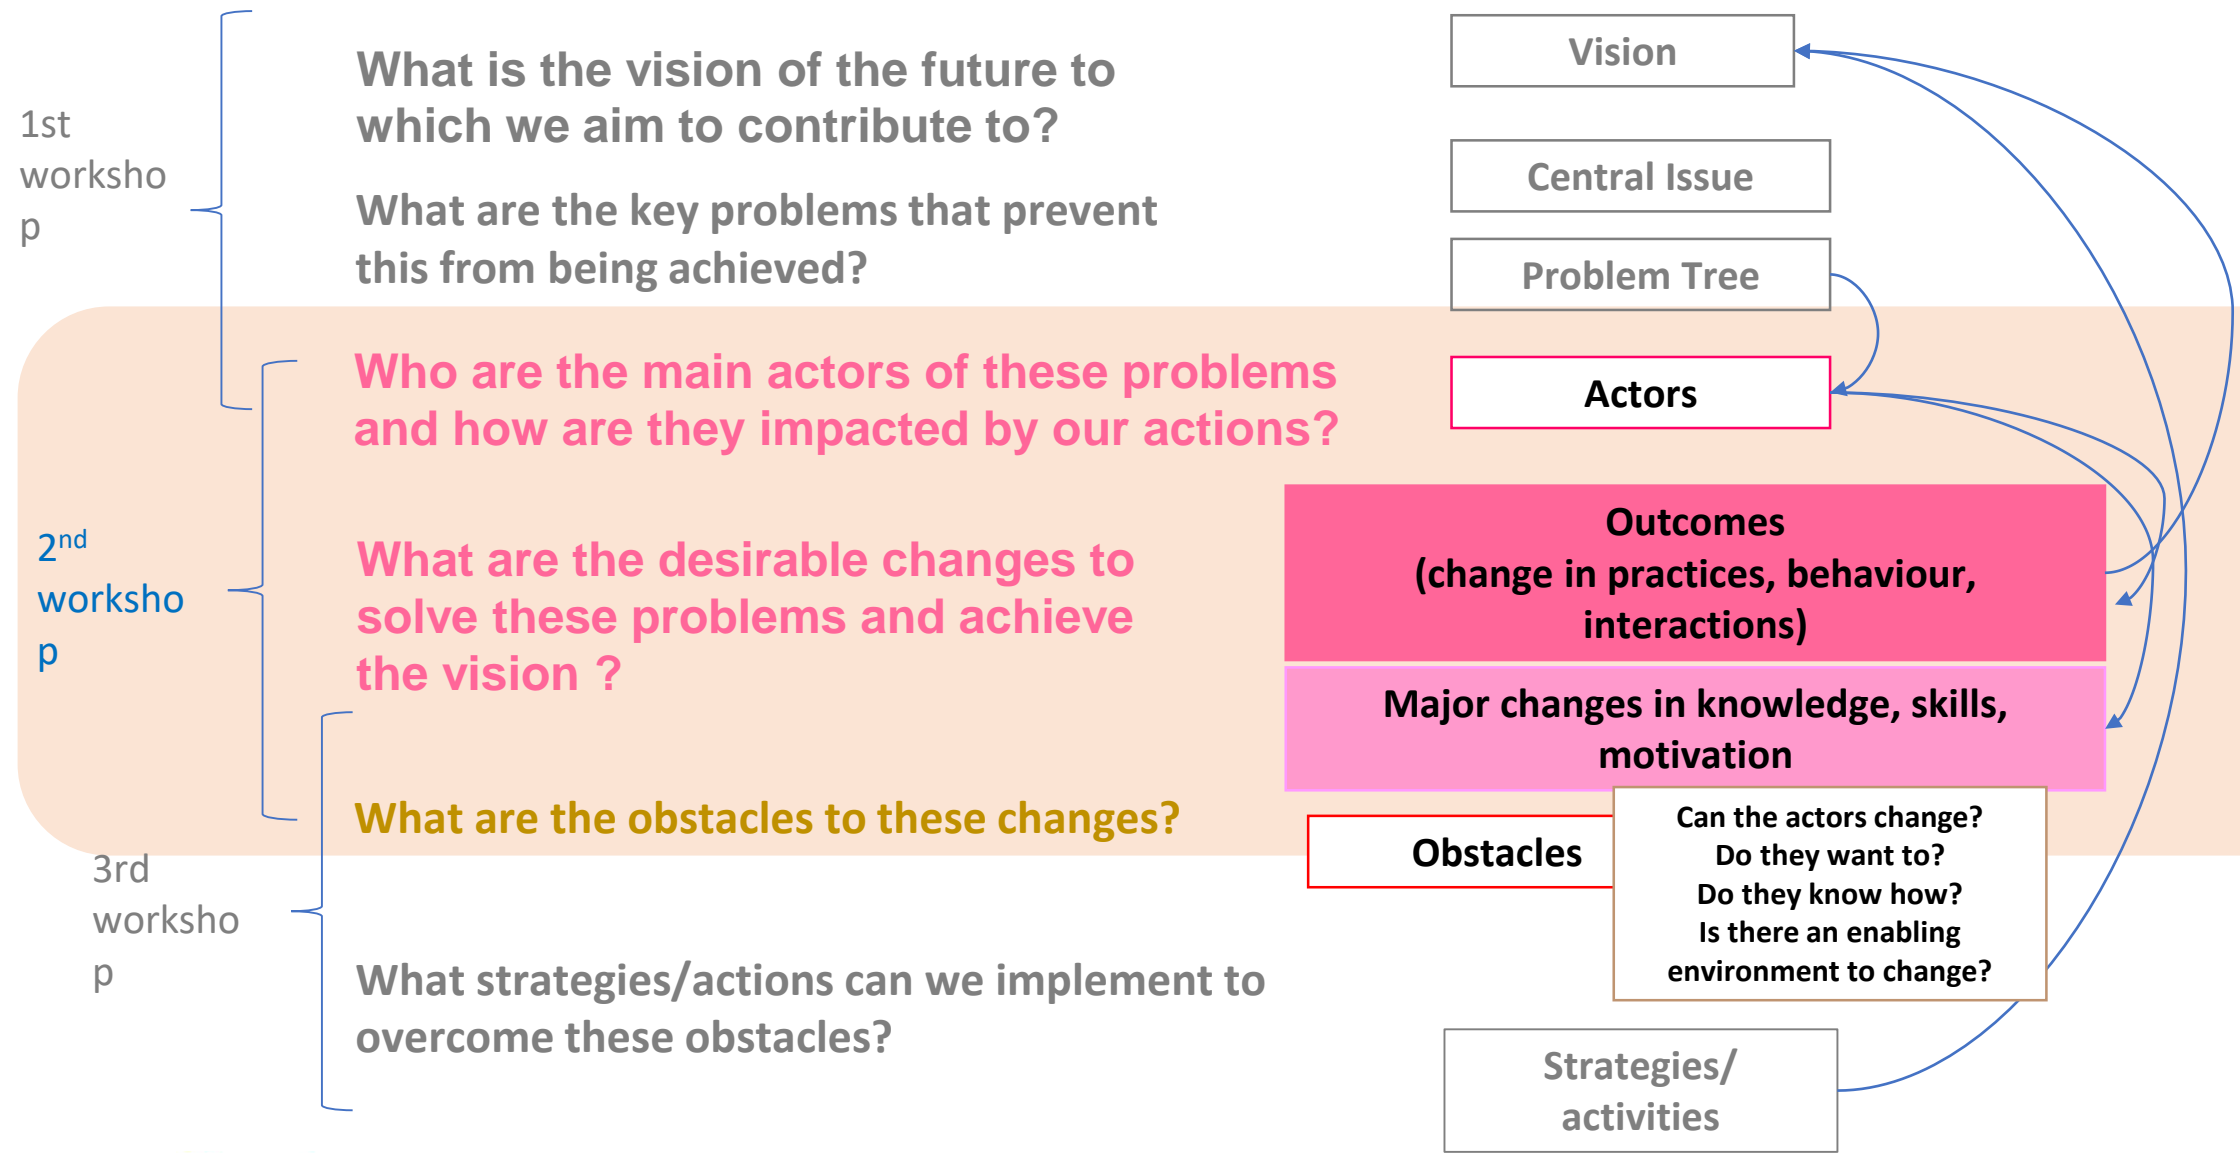 1st
worksho
p
What is the vision of the future to
which we aim to contribute to?
What are the key problems that prevent
this from being achieved?
Vision
Central Issue
Problem Tree
2nd
worksho
p
Who are the main actors of these problems
and how are they impacted by our actions?
Actors
What are the desirable changes to
solve these problems and achieve
the vision ?
Outcomes
(change in practices, behaviour,
interactions)
Major changes in knowledge, skills,
motivation
What are the obstacles to these changes?
Obstacles
Can the actors change?
Do they want to?
Do they know how?
Is there an enabling
environment to change?
3rd
worksho
p
What strategies/actions can we implement to
overcome these obstacles?
Strategies/
activities